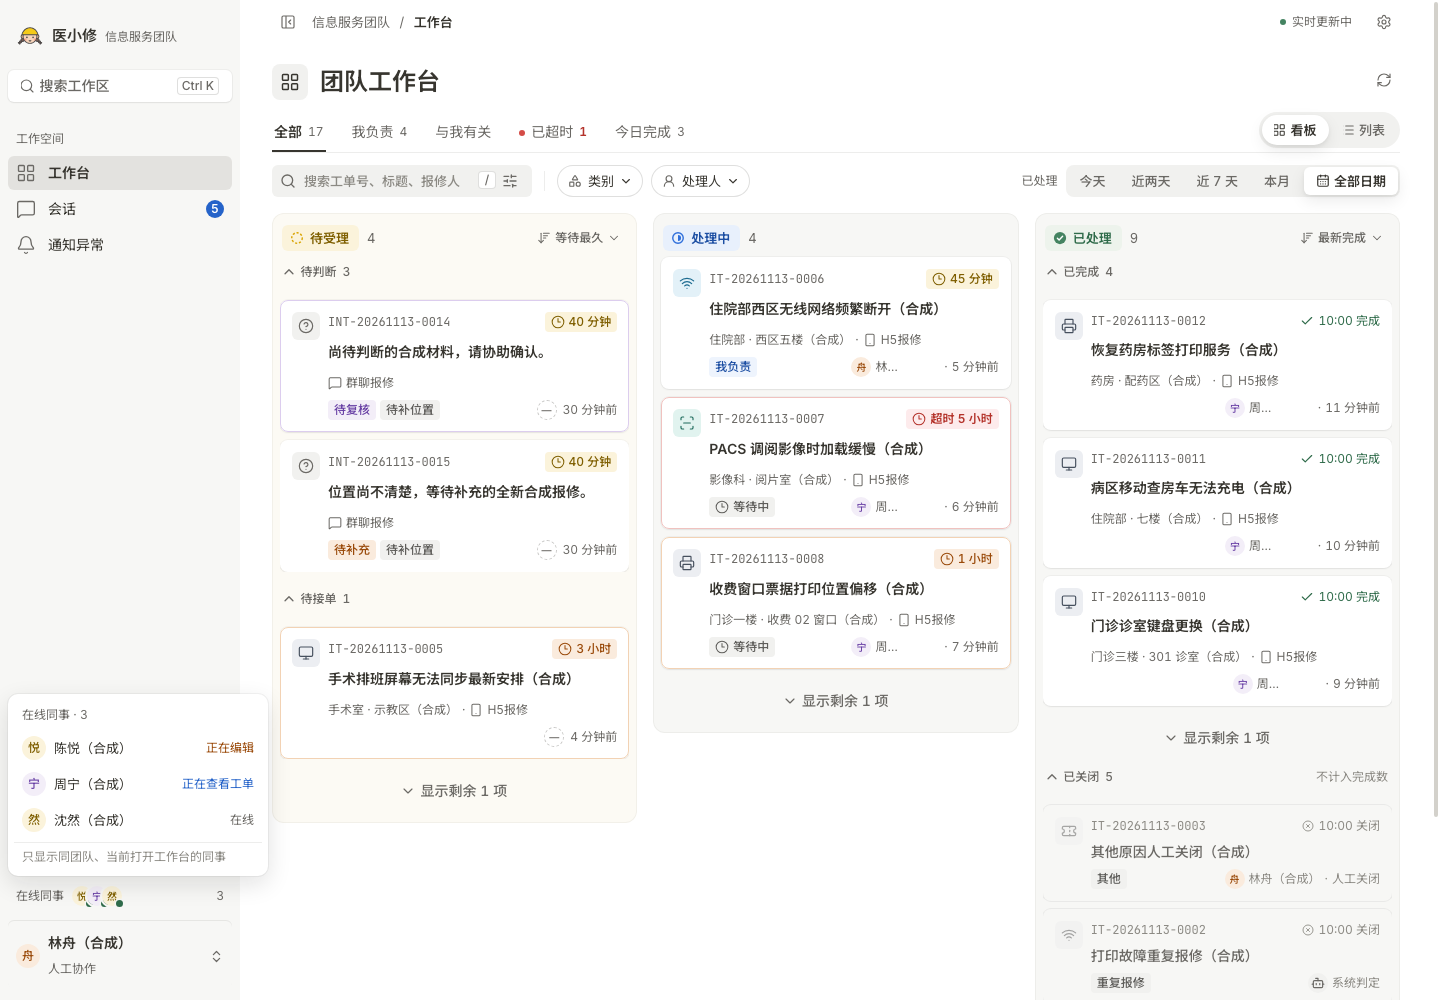 医小修 信息服务团队
搜索工作区 Ctrl K
工作空间
工作台
会话 5
通知异常
在线同事 · 3
悦 陈悦（合成） 正在编辑
宁 周宁（合成） 正在查看工单
然 沈然（合成） 在线
只显示同团队、当前打开工作台的同事
在线同事 悦 宁 然 3
舟 林舟（合成）
人工协作
信息服务团队 / 工作台
实时更新中
团队工作台
全部 17 我负责 4 与我有关 已超时 1 今日完成 3
看板 列表
搜索工单号、标题、报修人 / 类别 处理人
已处理 今天 近两天 近 7 天 本月 全部日期
待受理 4 等待最久
待判断 3
INT-20261113-0014 40 分钟
尚待判断的合成材料，请协助确认。
群聊报修
待复核 待补位置 30 分钟前
INT-20261113-0015 40 分钟
位置尚不清楚，等待补充的全新合成报修。
群聊报修
待补充 待补位置 30 分钟前
待接单 1
IT-20261113-0005 3 小时
手术排班屏幕无法同步最新安排（合成）
手术室 · 示教区（合成） · H5报修
4 分钟前
显示剩余 1 项
处理中 4
IT-20261113-0006 45 分钟
住院部西区无线网络频繁断开（合成）
住院部 · 西区五楼（合成） · H5报修
我负责 舟 林... · 5 分钟前
IT-20261113-0007 超时 5 小时
PACS 调阅影像时加载缓慢（合成）
影像科 · 阅片室（合成） · H5报修
等待中 宁 周... · 6 分钟前
IT-20261113-0008 1 小时
收费窗口票据打印位置偏移（合成）
门诊一楼 · 收费 02 窗口（合成） · H5报修
等待中 宁 周... · 7 分钟前
显示剩余 1 项
已处理 9 最新完成
已完成 4
IT-20261113-0012 10:00 完成
恢复药房标签打印服务（合成）
药房 · 配药区（合成） · H5报修
宁 周... · 11 分钟前
IT-20261113-0011 10:00 完成
病区移动查房车无法充电（合成）
住院部 · 七楼（合成） · H5报修
宁 周... · 10 分钟前
IT-20261113-0010 10:00 完成
门诊诊室键盘更换（合成）
门诊三楼 · 301 诊室（合成） · H5报修
宁 周... · 9 分钟前
显示剩余 1 项
已关闭 5 不计入完成数
IT-20261113-0003 10:00 关闭
其他原因人工关闭（合成）
其他 舟 林舟（合成） · 人工关闭
IT-20261113-0002 10:00 关闭
打印故障重复报修（合成）
重复报修 系统判定